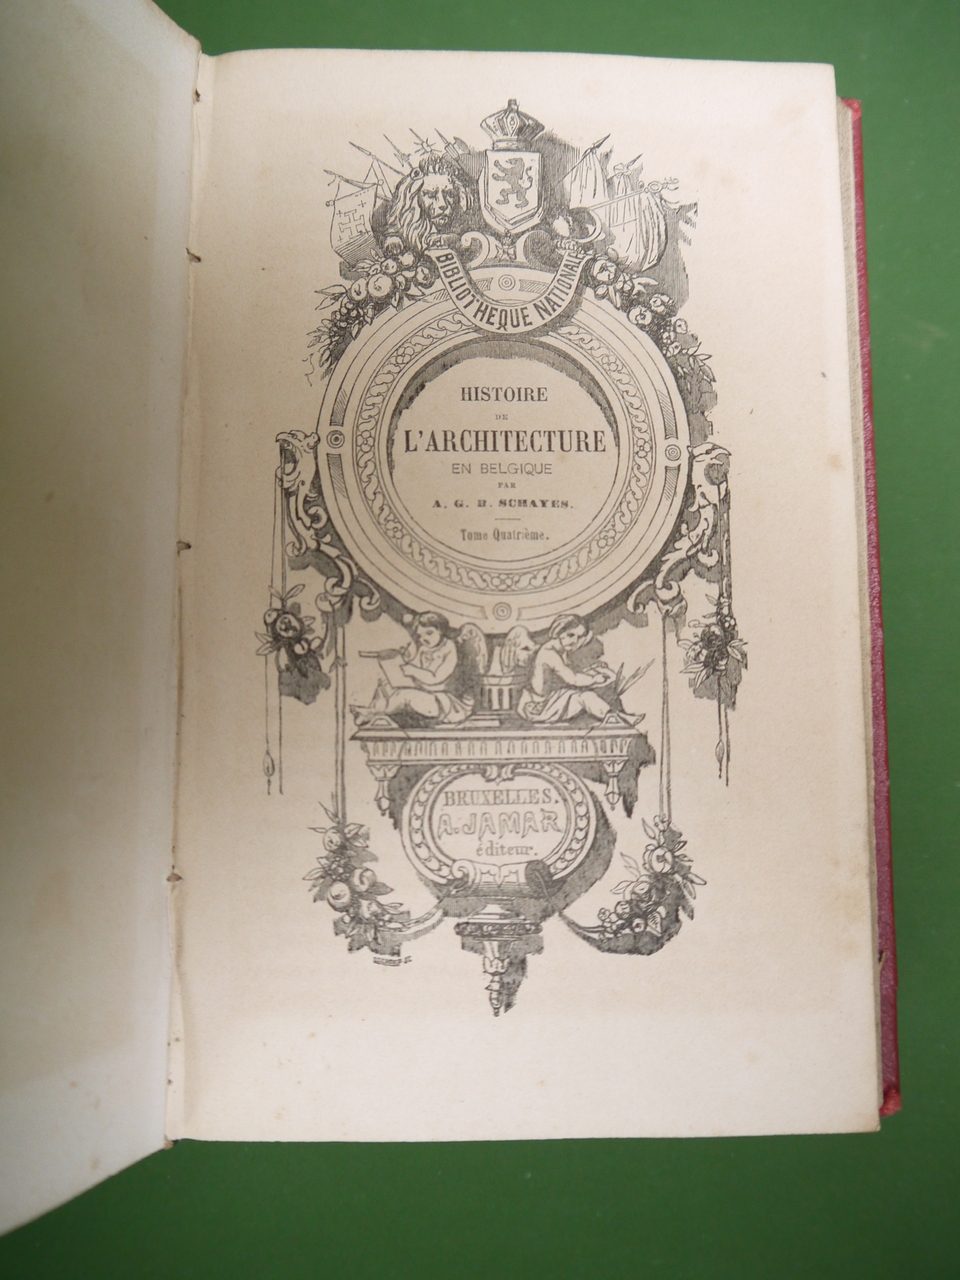 BIBLIOTHEQUE NATIONALE
HISTOIRE
DE
L'ARCHITECTURE
EN BELGIQUE
PAR
A. G. B. SCHAYES.
Tome Quatrième.
BRUXELLES.
A. JAMAR
éditeur.